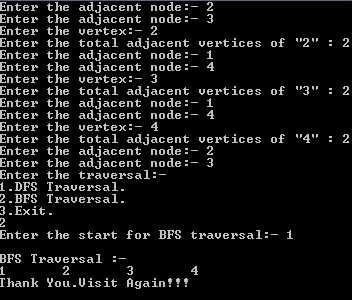 Enter the adjacent node:- 2
Enter the adjacent node:- 3
Enter the vertex:- 2
Enter the total adjacent vertices of "2" : 2
Enter the adjacent node:- 1
Enter the adjacent node:- 4
Enter the vertex:- 3
Enter the total adjacent vertices of "3" : 2
Enter the adjacent node:- 1
Enter the adjacent node:- 4
Enter the vertex:- 4
Enter the total adjacent vertices of "4" : 2
Enter the adjacent node:- 2
Enter the adjacent node:- 3
Enter the traversal:-
1.DFS Traversal.
2.BFS Traversal.
3.Exit.
2
Enter the start for BFS traversal:- 1
BFS Traversal :-
1 2 3 4
Thank You.Visit Again!!!